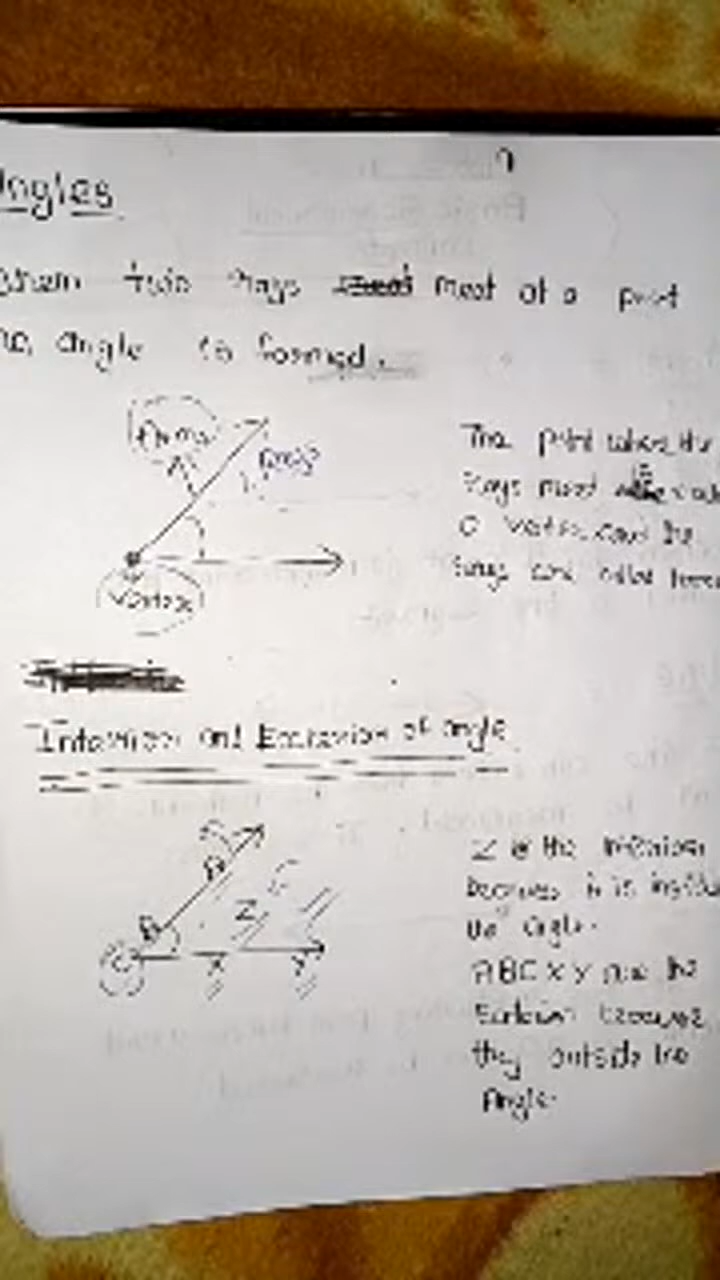 Angles
when two rays meet at a point
an angle is formed.
Arms
Rays
Vertex
The point where the
rays meet is
a vertex and the
rays are called
Interior and Exterior of angle
Z
X Y
Z is the interior
because it is inside
the angle.
ABCXY are the
Exterior because
they outside the
Angle.